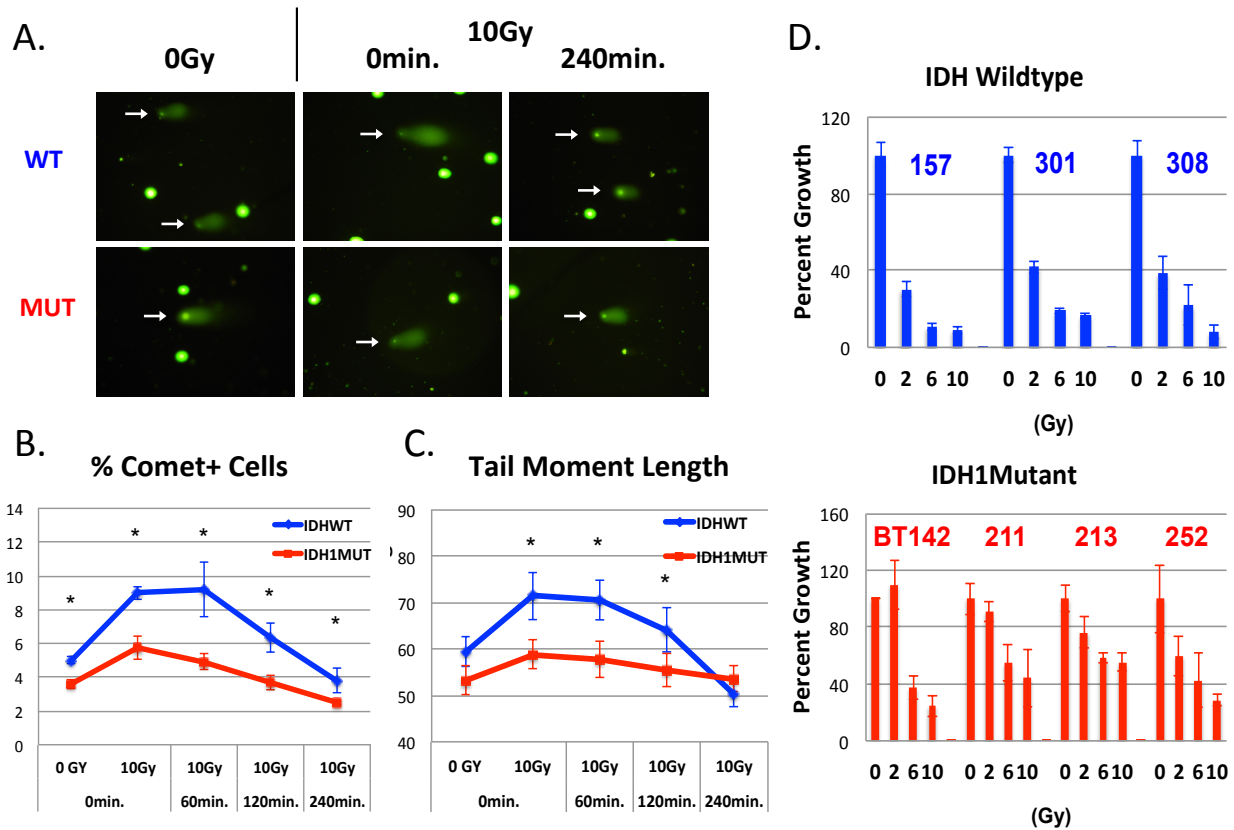 A.
10Gy
0Gy
0min.
240min.
WT
MUT
B.
% Comet+ Cells
14
12
10
8
6
4
2
0
IDHWT
IDH1MUT
*
*
*
*
*
0 GY
10Gy
10Gy
10Gy
10Gy
0min.
60min.
120min.
240min.
C.
Tail Moment Length
90
80
70
60
50
40
IDHWT
IDH1MUT
*
*
*
0 GY
10Gy
10Gy
10Gy
10Gy
0min.
60min.
120min.
240min.
D.
IDH Wildtype
Percent Growth
120
80
40
0
157
301
308
0 2 6 10 0 2 6 10 0 2 6 10
(Gy)
IDH1Mutant
Percent Growth
160
120
80
40
0
BT142
211
213
252
0 2 6 10 0 2 6 10 0 2 6 10 0 2 6 10
(Gy)